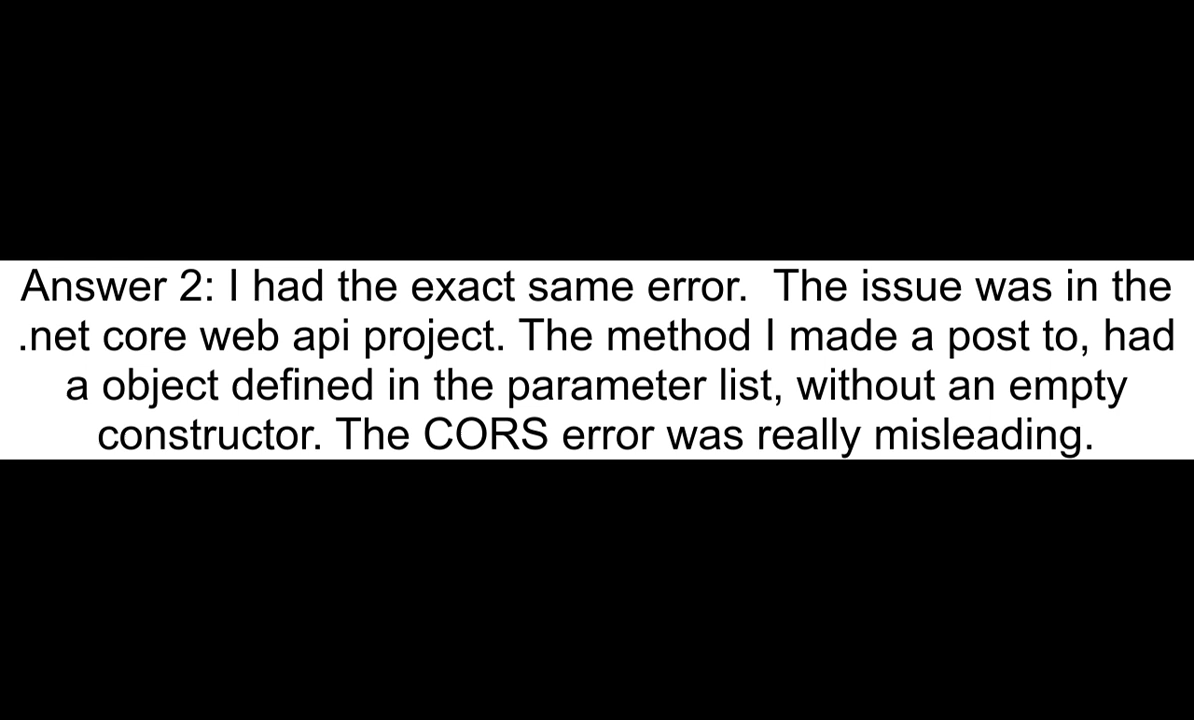 Answer 2: I had the exact same error.  The issue was in the
.net core web api project. The method I made a post to, had
a object defined in the parameter list, without an empty
constructor. The CORS error was really misleading.